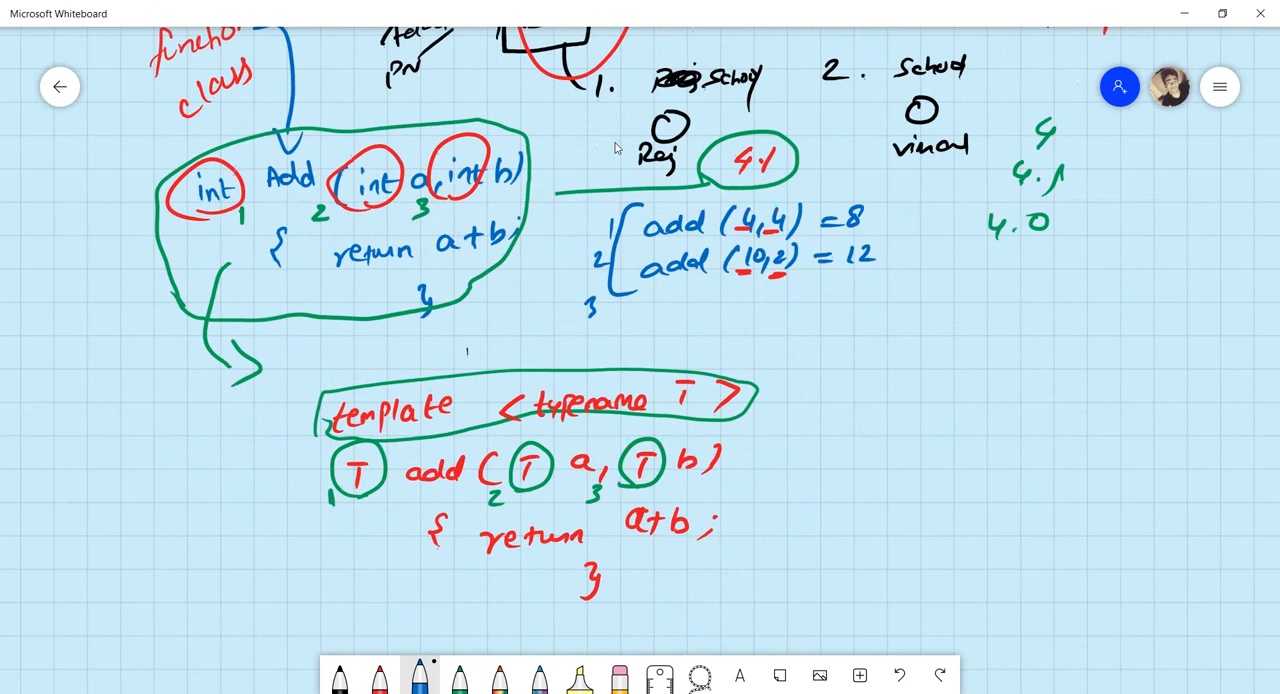 Microsoft Whiteboard
function
class
PN
1. School
2. School
Raj
4.1
4
4.1
4.0
int Add (int a, int b)
1 2 3
{ return a+b;
}
1 add (4,4) =8
2 add (10,2) = 12
3
template < typename T >
T add ( T a, T b)
1 2 3
{ return a+b ;
}
A